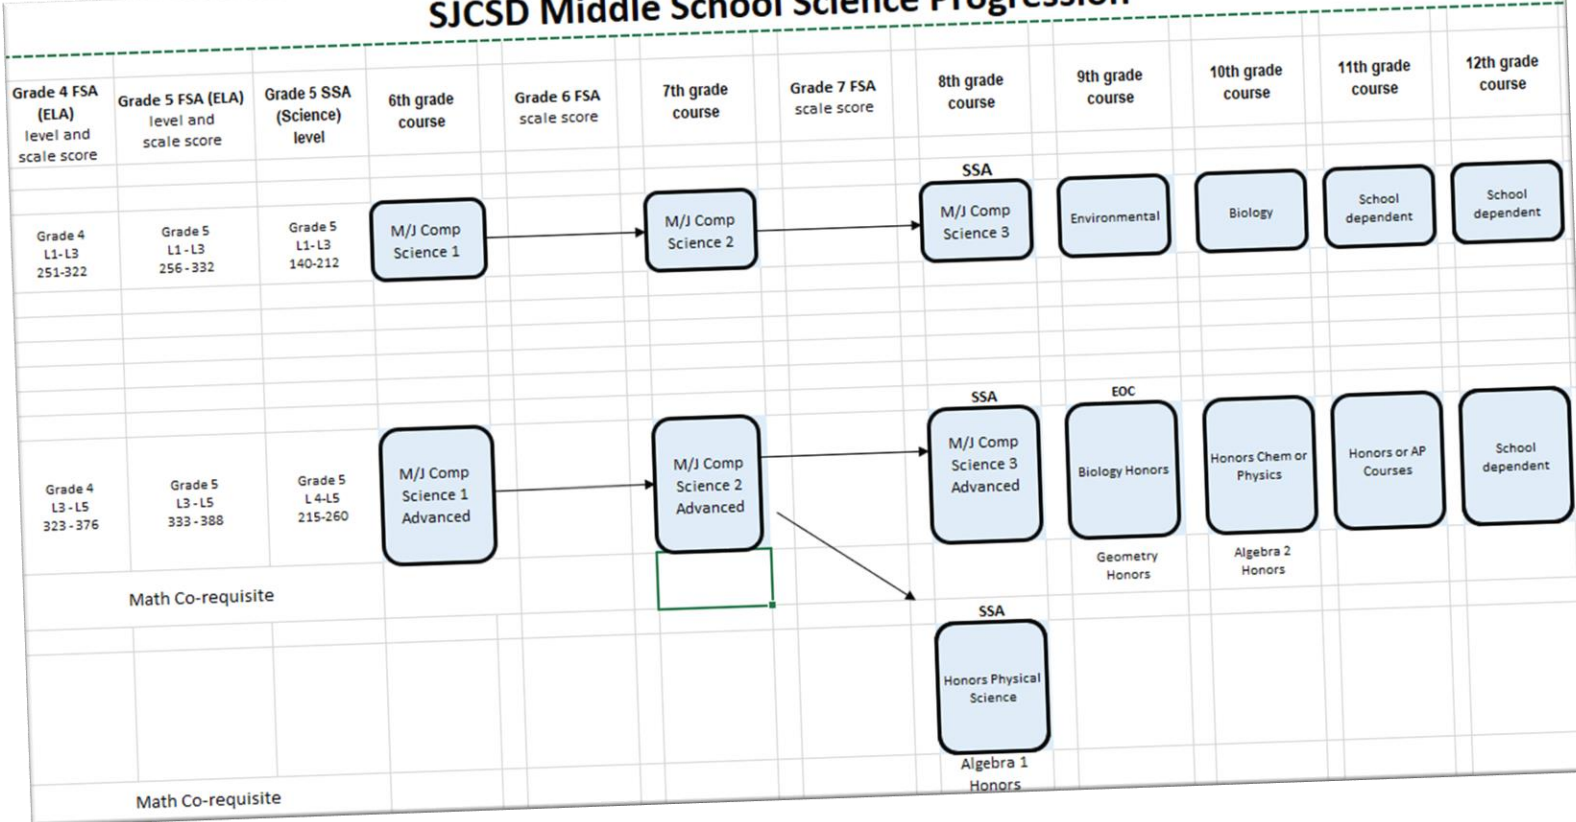 SJCSD Middle School Science Progression
Grade 4 FSA
(ELA)
level and
scale score
Grade 5 FSA (ELA)
level and
scale score
Grade 5 SSA
(Science)
level
6th grade
course
Grade 6 FSA
scale score
7th grade
course
Grade 7 FSA
scale score
8th grade
course
9th grade
course
10th grade
course
11th grade
course
12th grade
course
Grade 4
L1-L3
251-322
Grade 5
L1-L3
256-332
Grade 5
L1-L3
140-212
M/J Comp
Science 1
M/J Comp
Science 2
SSA
M/J Comp
Science 3
Environmental
Biology
School
dependent
School
dependent
Grade 4
L3-L5
323-376
Grade 5
L3-L5
333-388
Grade 5
L 4-L5
215-260
M/J Comp
Science 1
Advanced
M/J Comp
Science 2
Advanced
SSA
M/J Comp
Science 3
Advanced
EOC
Biology Honors
Honors Chem or
Physics
Honors or AP
Courses
School
dependent
Geometry
Honors
Algebra 2
Honors
Math Co-requisite
SSA
Honors Physical
Science
Algebra 1
Honors
Math Co-requisite